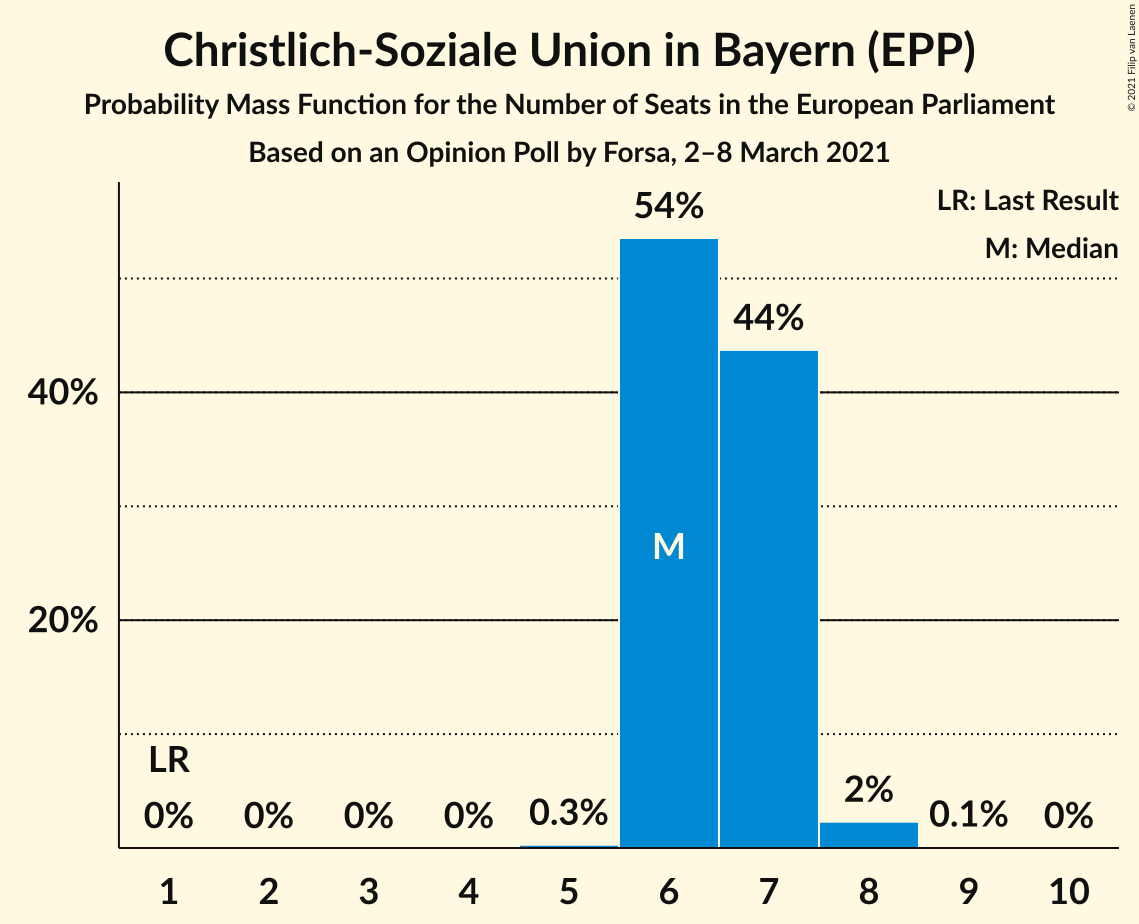 Christlich-Soziale Union in Bayern (EPP)
Probability Mass Function for the Number of Seats in the European Parliament
Based on an Opinion Poll by Forsa, 2–8 March 2021
© 2021 Filip van Laenen
LR: Last Result
M: Median
54%
44%
40%
M
20%
LR
0% 0% 0% 0% 0.3% 2% 0.1% 0%
1 2 3 4 5 6 7 8 9 10